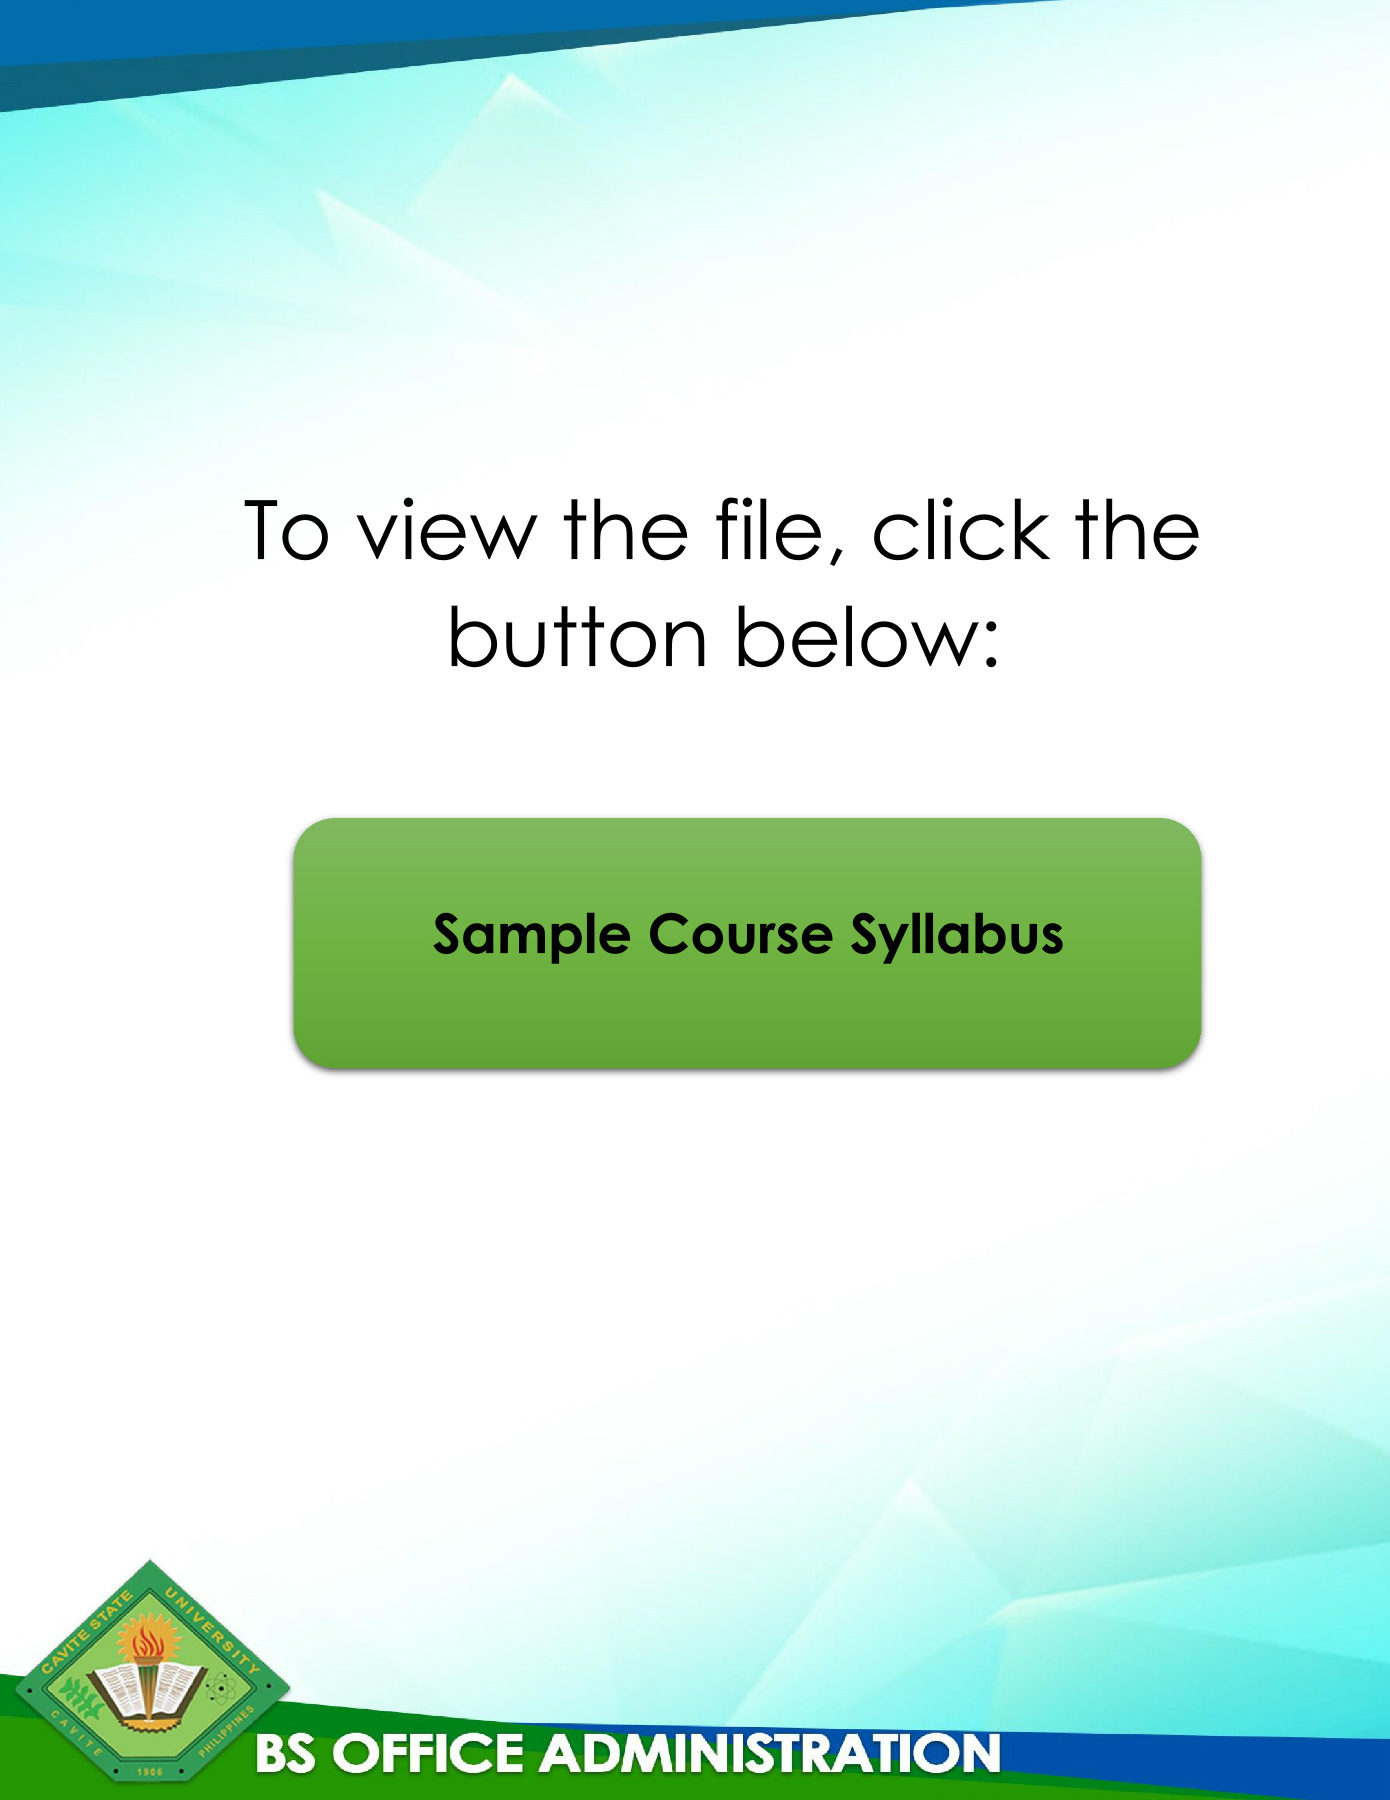 To view the file, click the
button below:
Sample Course Syllabus
CAVITE STATE UNIVERSITY
CAVITE
PHILIPPINES
1906
BS OFFICE ADMINISTRATION